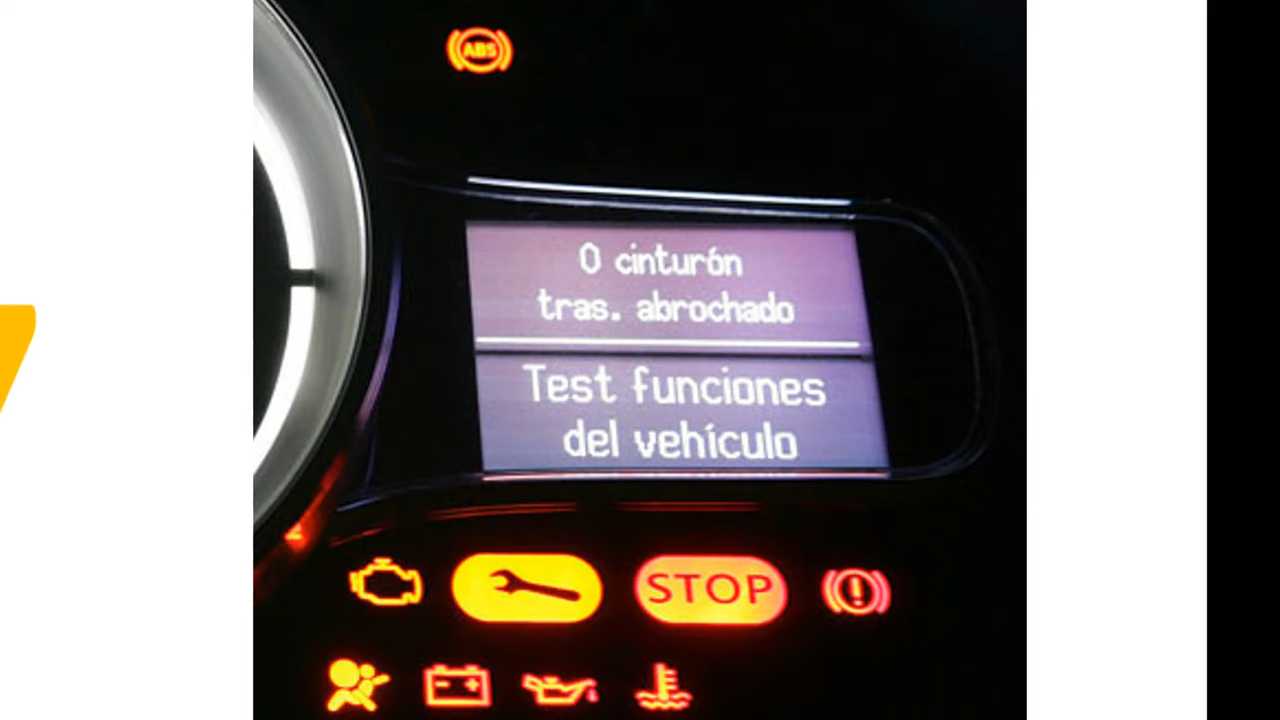 ABS
0 cinturón
tras. abrochado
Test funciones
del vehículo
STOP